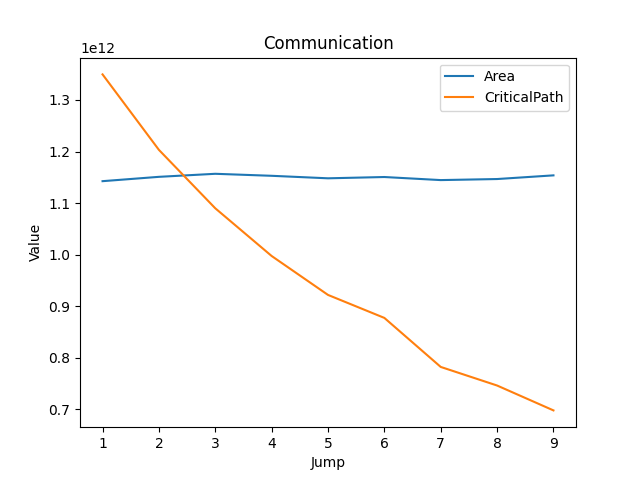 Communication
1e12
Area
CriticalPath
1.3
1.2
1.1
1.0
0.9
0.8
0.7
Value
1 2 3 4 5 6 7 8 9
Jump